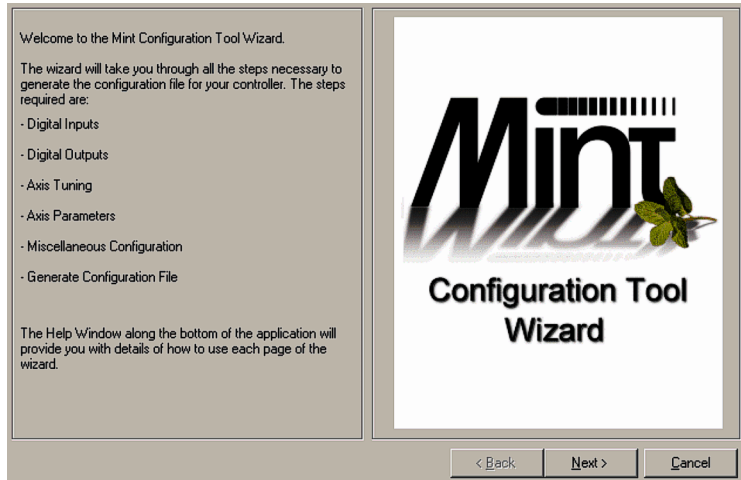 Welcome to the Mint Configuration Tool Wizard.
The wizard will take you through all the steps necessary to
generate the configuration file for your controller. The steps
required are:
- Digital Inputs
- Digital Outputs
- Axis Tuning
- Axis Parameters
- Miscellaneous Configuration
- Generate Configuration File
The Help Window along the bottom of the application will
provide you with details of how to use each page of the
wizard.
Mint
Configuration Tool
Wizard
< Back
Next >
Cancel